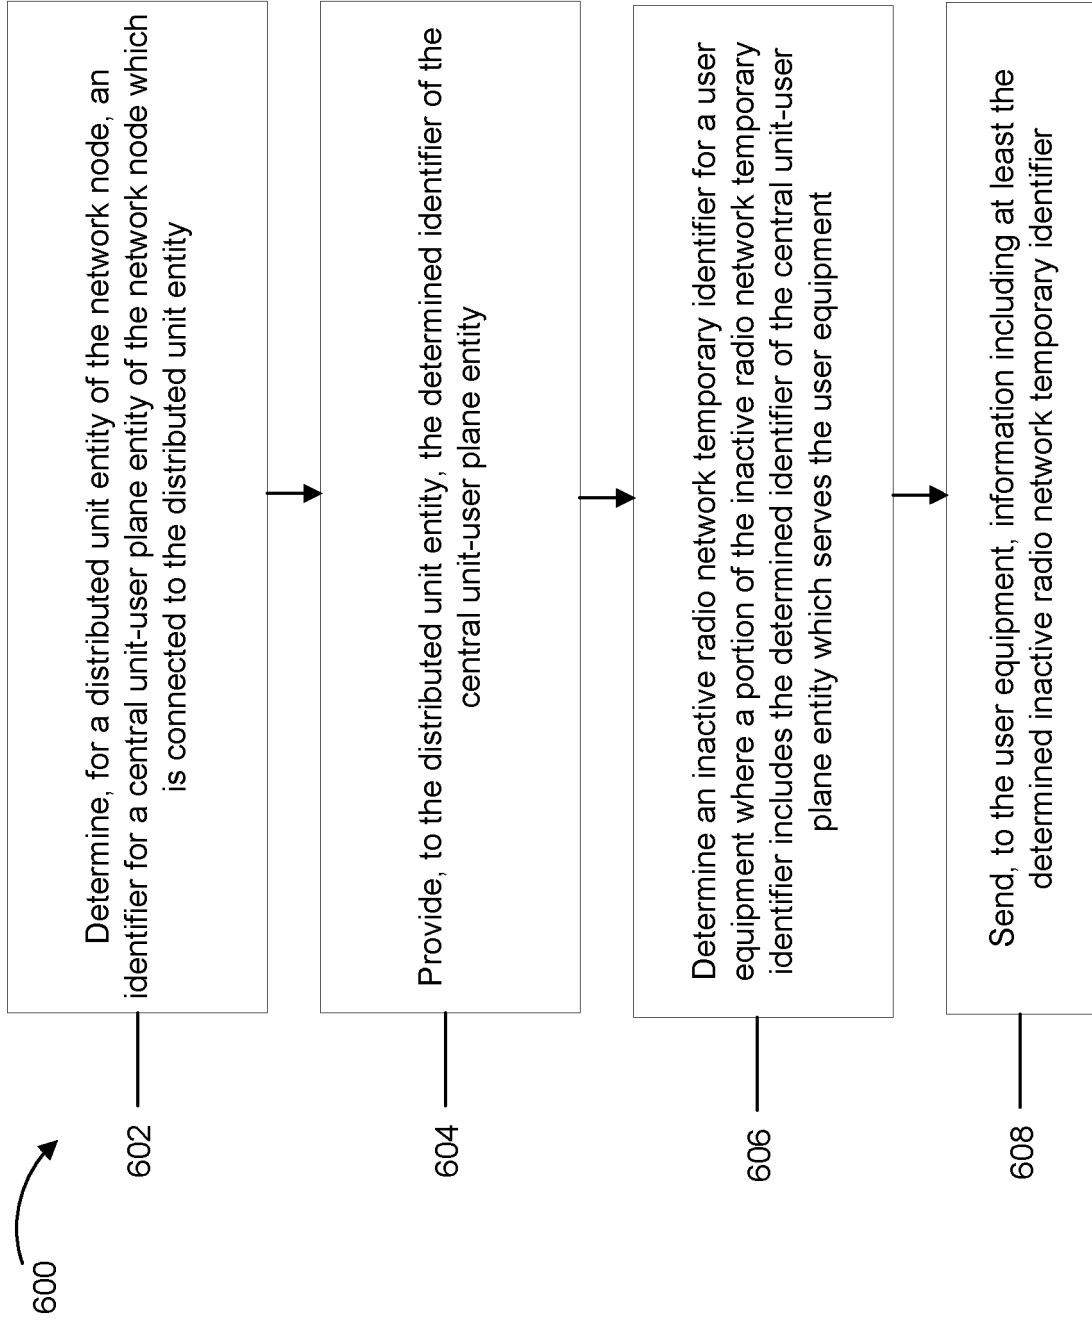 600
602
Determine, for a distributed unit entity of the network node, an
identifier for a central unit-user plane entity of the network node which
is connected to the distributed unit entity
604
Provide, to the distributed unit entity, the determined identifier of the
central unit-user plane entity
606
Determine an inactive radio network temporary identifier for a user
equipment where a portion of the inactive radio network temporary
identifier includes the determined identifier of the central unit-user
plane entity which serves the user equipment
608
Send, to the user equipment, information including at least the
determined inactive radio network temporary identifier